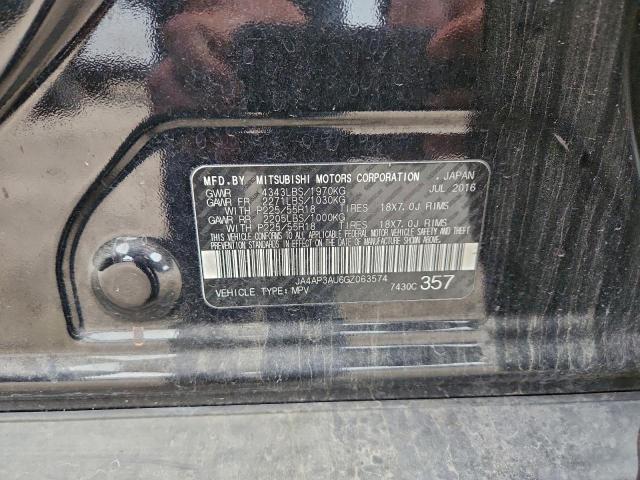 MFD.BY MITSUBISHI MOTORS CORPORATION , JAPAN
GVWR 4343LBS/1970KG JUL 2016
GAWR FR 2271LBS/1030KG
WITH P225/55R18 TIRES 18X7.0J RIMS
GAWR RR 2205LBS/1000KG
WITH P225/55R18 TIRES 18X7.0J RIMS
THIS VEHICLE CONFORMS TO ALL APPLICABLE U.S. FEDERAL MOTOR VEHICLE SAFETY AND THEFT
PREVENTION STANDARDS IN EFFECT ON THE DATE OF MANUFACTURE SHOWN ABOVE.
JA4AP3AU6GZ063574
VEHICLE TYPE: MPV 7430C 357